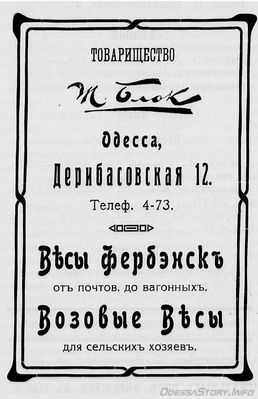 ТОВАРИЩЕСТВО
Ж. Блок
Одесса,
Дерибасовская 12.
Телеф. 4-73.
Вѣсы Фербэнскъ
отъ почтов. до вагонныхъ.
Возовые Вѣсы
для сельскихъ хозяевъ.
OdessaStory.Info